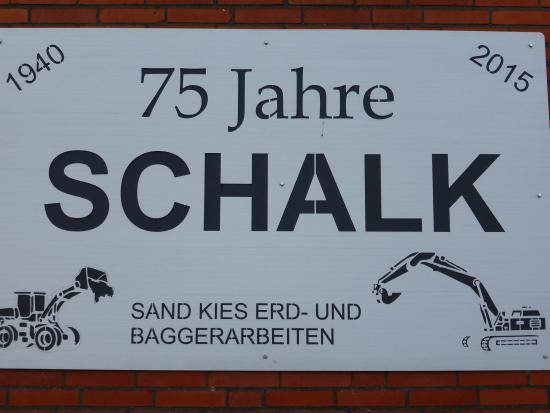 1940
2015
75 Jahre
SCHALK
SAND KIES ERD- UND
BAGGERARBEITEN